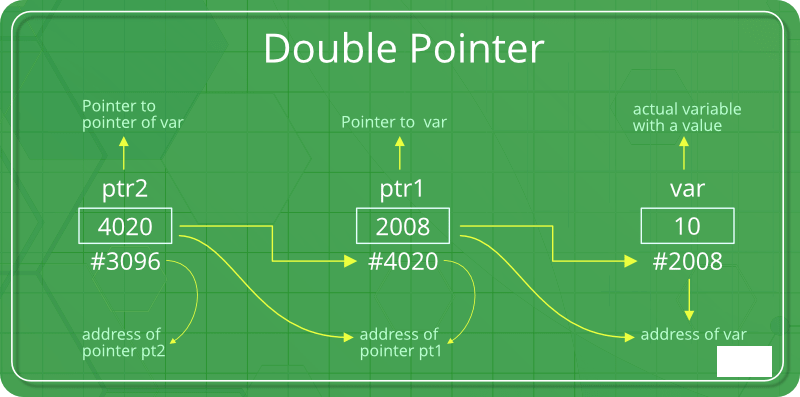 Double Pointer
Pointer to
pointer of var
Pointer to var
actual variable
with a value
ptr2
ptr1
var
4020
2008
10
#3096
#4020
#2008
address of
pointer pt2
address of
pointer pt1
address of var